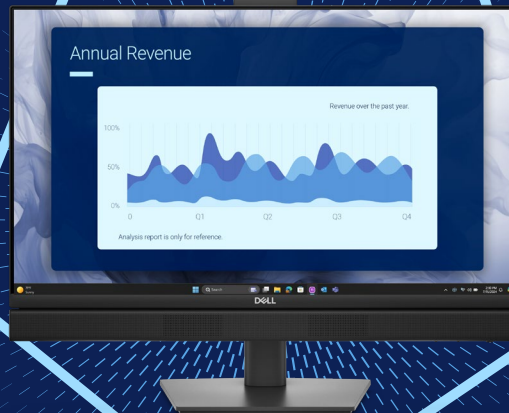 Annual Revenue
Revenue over the past year.
100%
50%
0%
0 Q1 Q2 Q3 Q4
Analysis report is only for reference.
Search
DELL